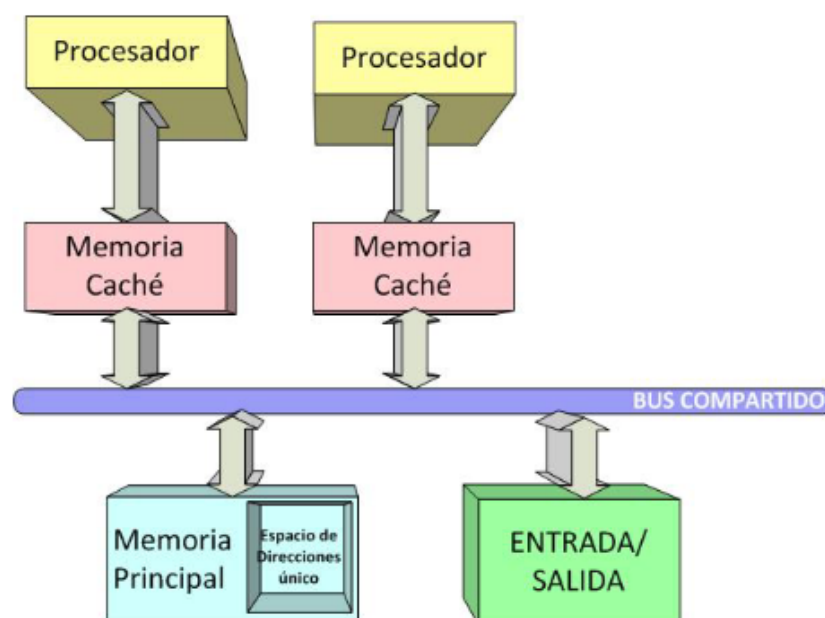 Procesador
Procesador
Memoria
Caché
Memoria
Caché
BUS COMPARTIDO
Memoria
Principal
Espacio de
Direcciones
único
ENTRADA/
SALIDA